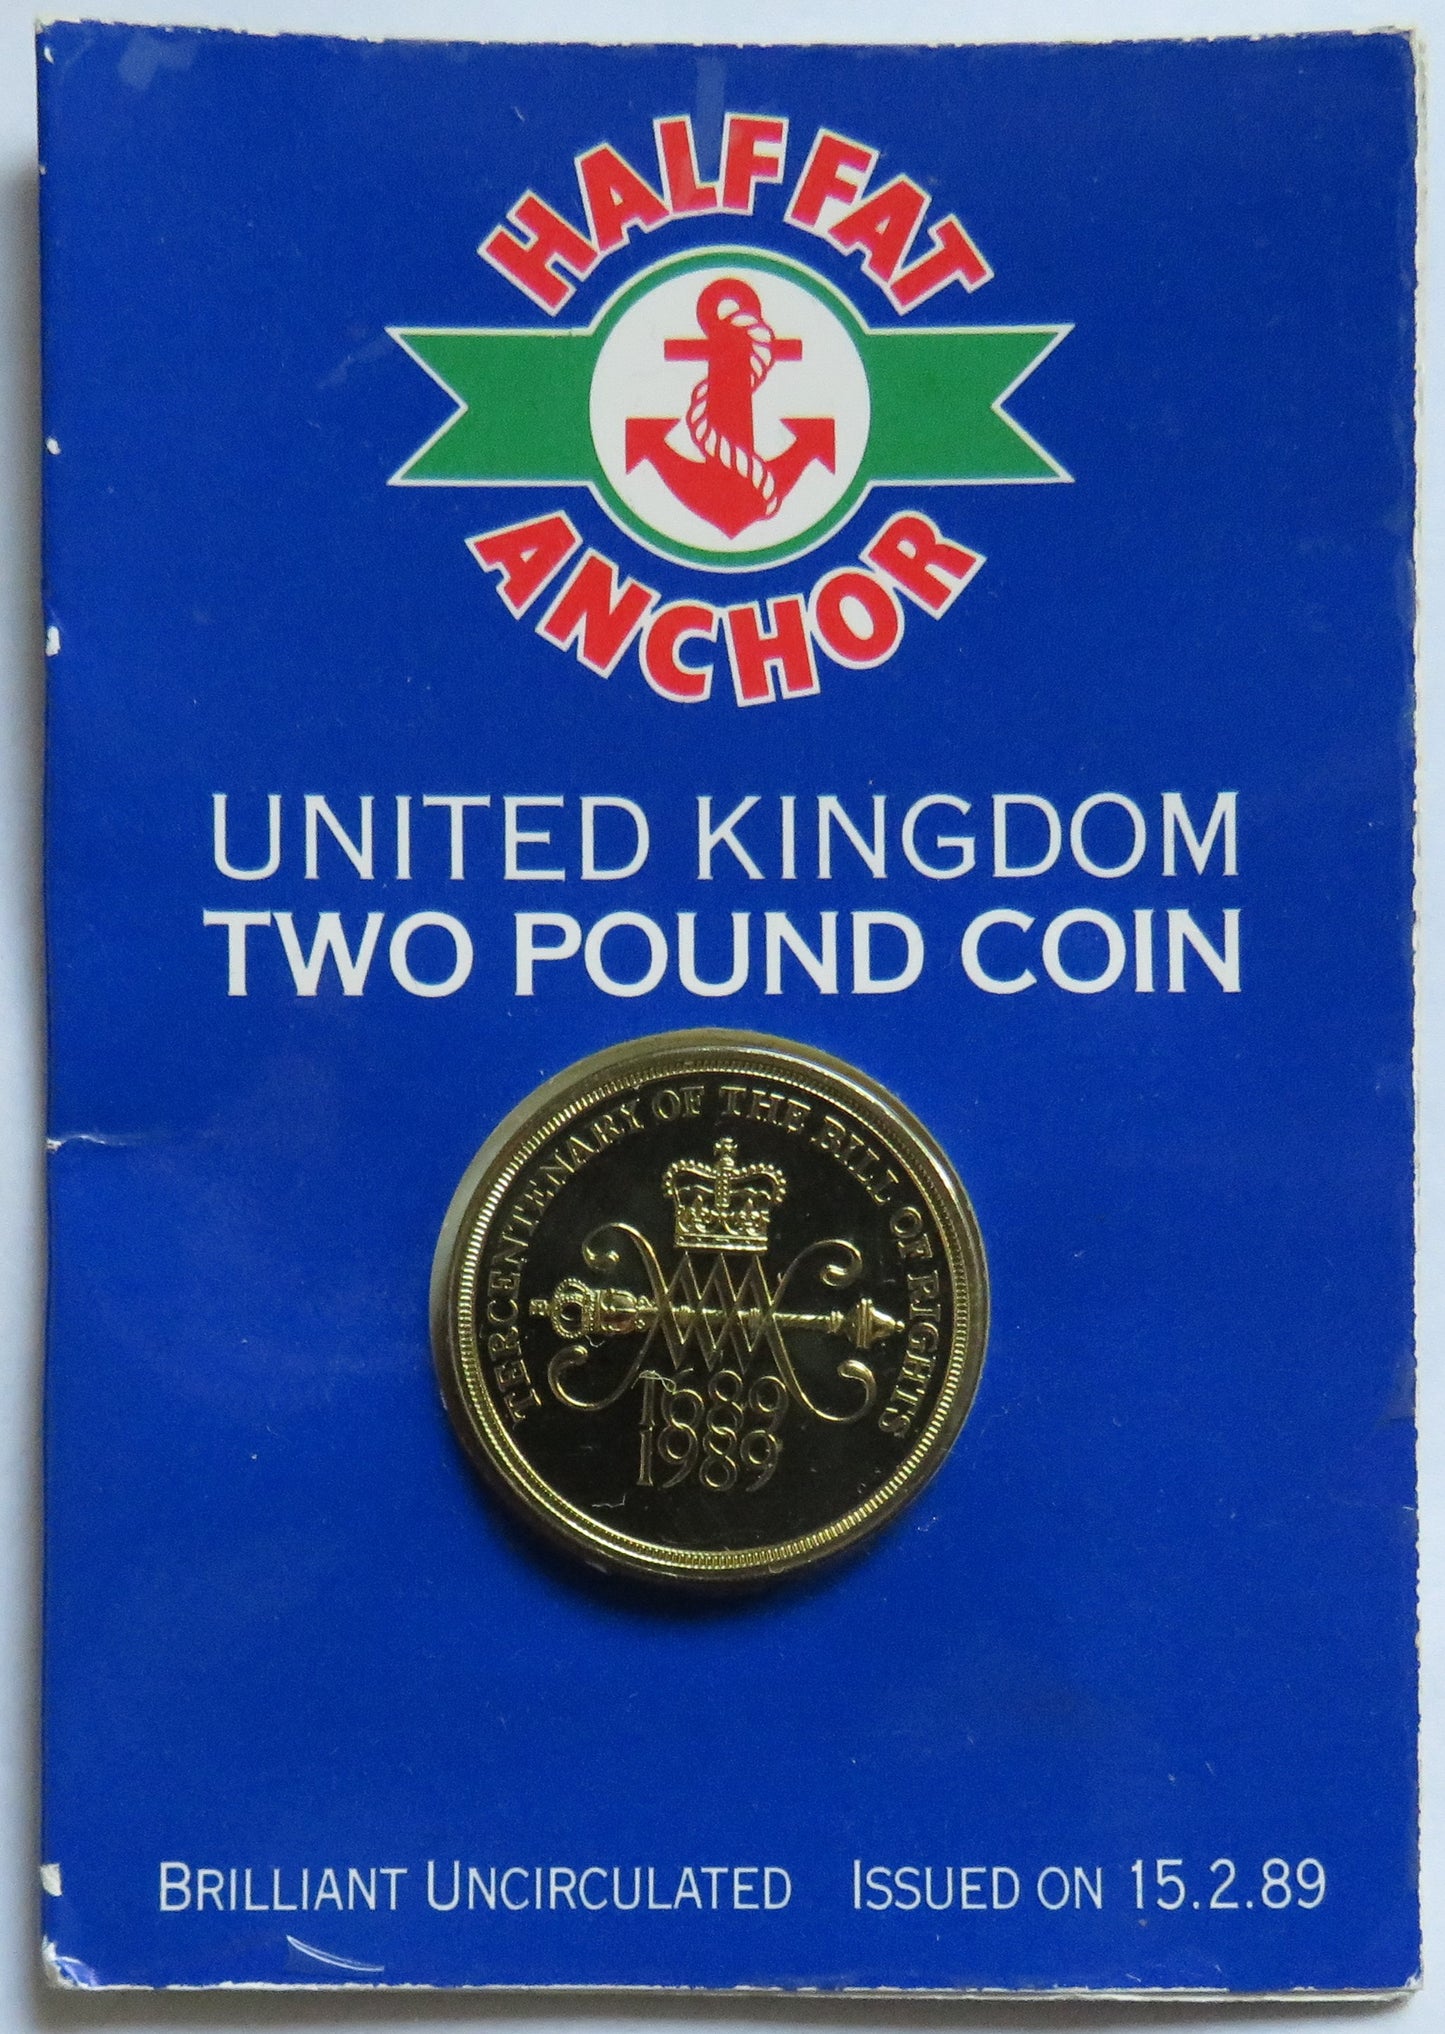 HALF FAT
ANCHOR
UNITED KINGDOM
TWO POUND COIN
TERCENTENARY OF THE BILL OF RIGHTS
1689
1989
BRILLIANT UNCIRCULATED ISSUED ON 15.2.89